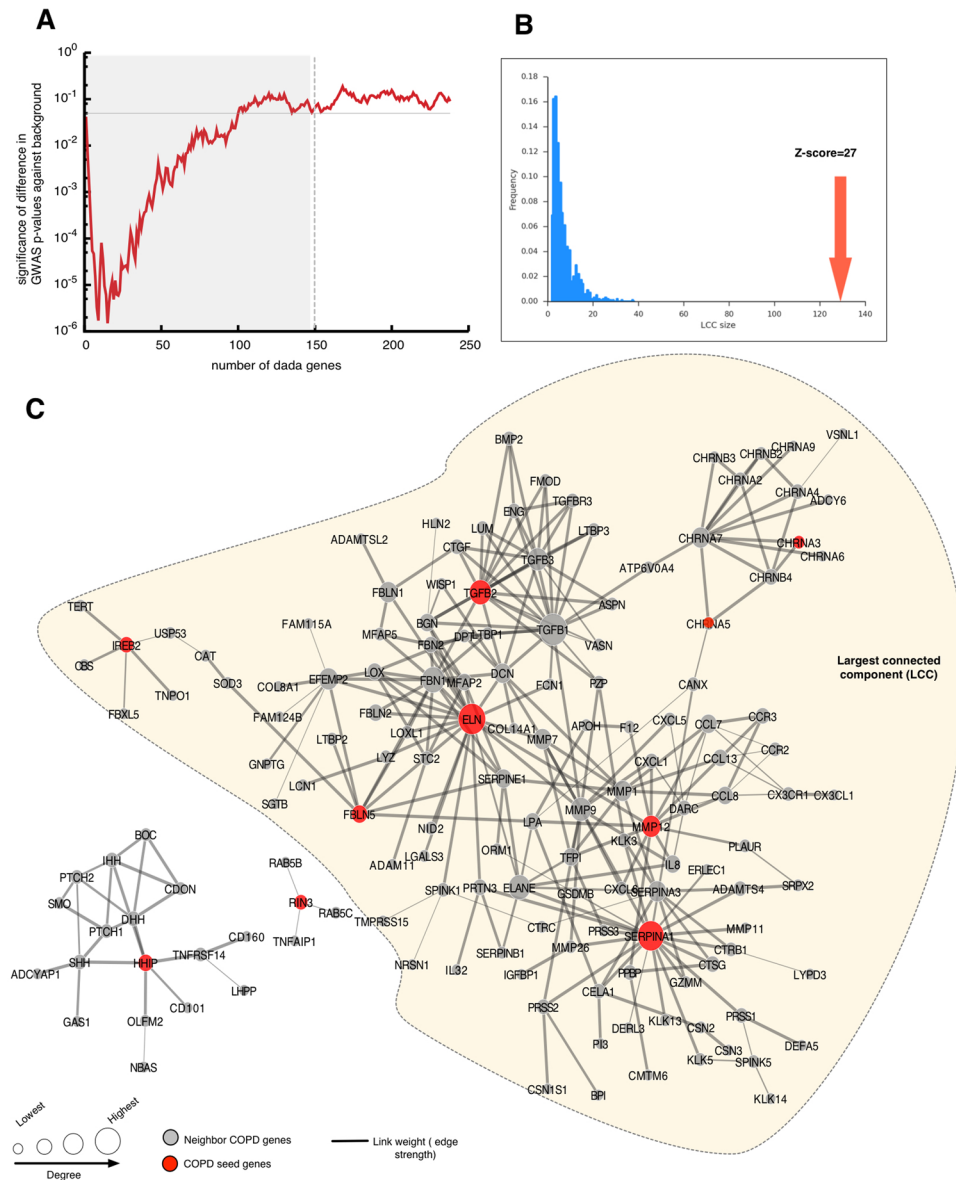 A
10^0
10^-1
10^-2
10^-3
10^-4
10^-5
10^-6
significance of difference in
GWAS p-values against background
0
50
100
150
200
250
number of dada genes
B
0.18
0.16
0.14
0.12
0.10
0.08
0.06
0.04
0.02
0.00
Frequency
Z-score=27
0
20
40
60
80
100
120
140
LCC size
C
BMP2
VSNL1
CHRNA9
CHRNB2
CHRNB3
CHRNA2
CHRNA4
ADCY6
FMOD
TGFBR3
ENG
LTBP3
LUM
HLN2
ADAMTSL2
CTGF
TGFB3
CHRNA7
CHRNA3
CHRNA6
CHRNB4
ATP6V0A4
FBLN1
WISP1
TGFB2
ASPN
TERT
IREB2
USP53
CBS
CAT
TNPO1
FBXL5
SOD3
FAM115A
MFAP5
BGN
DPT
LTBP1
FBN2
TGFB1
VASN
CHRNA5
Largest connected
component (LCC)
LOX
EFEMP2
COL8A1
FBN1
MFAP2
DCN
FCN1
PZP
CANX
FAM124B
FBLN2
ELN
COL14A1
LOXL1
MMP7
APOH
F12
CXCL5
CCL7
CCR3
LTBP2
LYZ
STC2
GNPTG
LCN1
SGTB
SERPINE1
CXCL1
CCL13
CCR2
MMP1
CCL8
CX3CR1
CX3CL1
DARC
MMP9
FBLN5
NID2
LPA
MMP12
KLK3
PLAUR
BOC
IHH
PTCH2
CDON
SMO
DHH
PTCH1
RAB5B
RIN3
RAB5C
TNFAIP1
ADAM11
LGALS3
ORM1
TFPI
IL8
ERLEC1
SPINK1
PRTN3
ELANE
GSDMB
CXCL6
SERPINA3
ADAMTS4
SRPX2
TMPRSS15
CTRC
PRSS3
SERPINA1
MMP11
CTRB1
SHH
HHIP
TNFRSF14
CD160
ADCYAP1
LHPP
CD101
GAS1
OLFM2
NBAS
NRSN1
IL32
SERPINB1
MMP26
IGFBP1
PPBP
CTSG
GZMM
LYPD3
CELA1
PRSS2
DERL3
KLK13
CSN2
PRSS1
PI3
CSN3
KLK5
SPINK5
DEFA5
CMTM6
CSN1S1
BPI
KLK14
Lowest
Highest
Degree
Neighbor COPD genes
COPD seed genes
Link weight ( edge
strength)